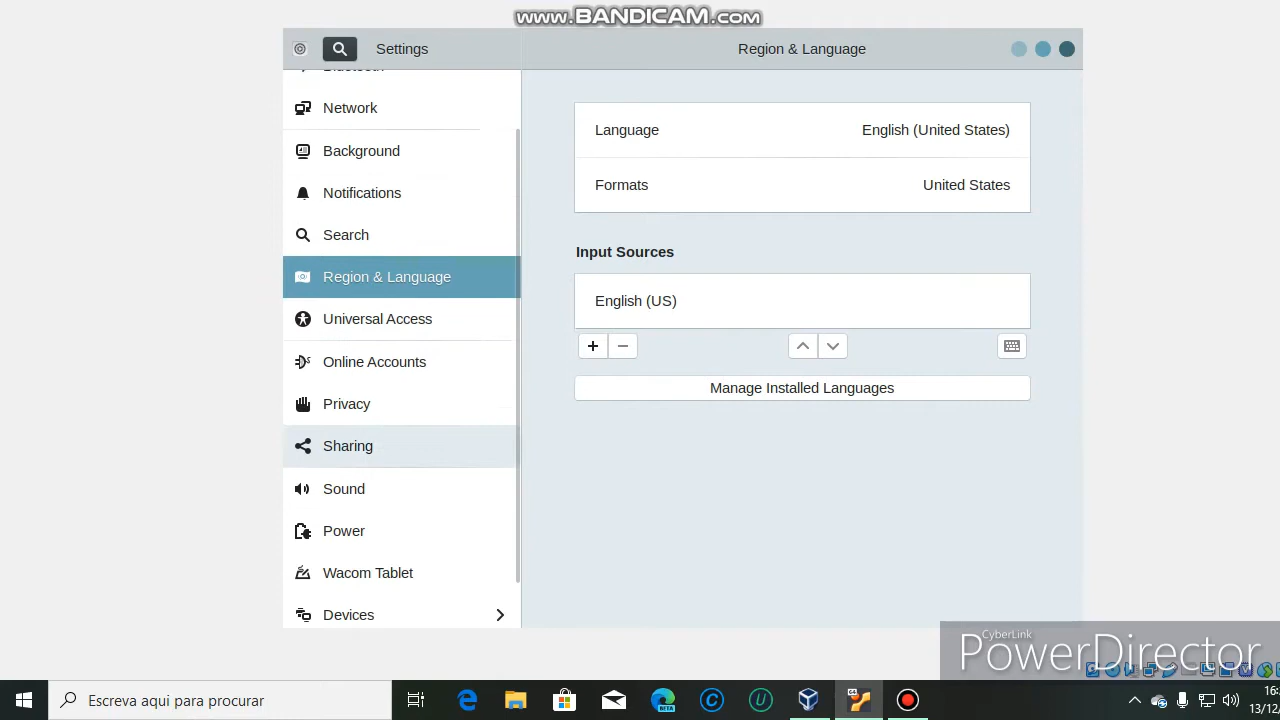 www.BANDICAM.com
Settings
Region & Language
Network
Background
Notifications
Search
Region & Language
Universal Access
Online Accounts
Privacy
Sharing
Sound
Power
Wacom Tablet
Devices
Language
English (United States)
Formats
United States
Input Sources
English (US)
Manage Installed Languages
CyberLink
PowerDirector
Escreva aqui para procurar
BETA
13/12/